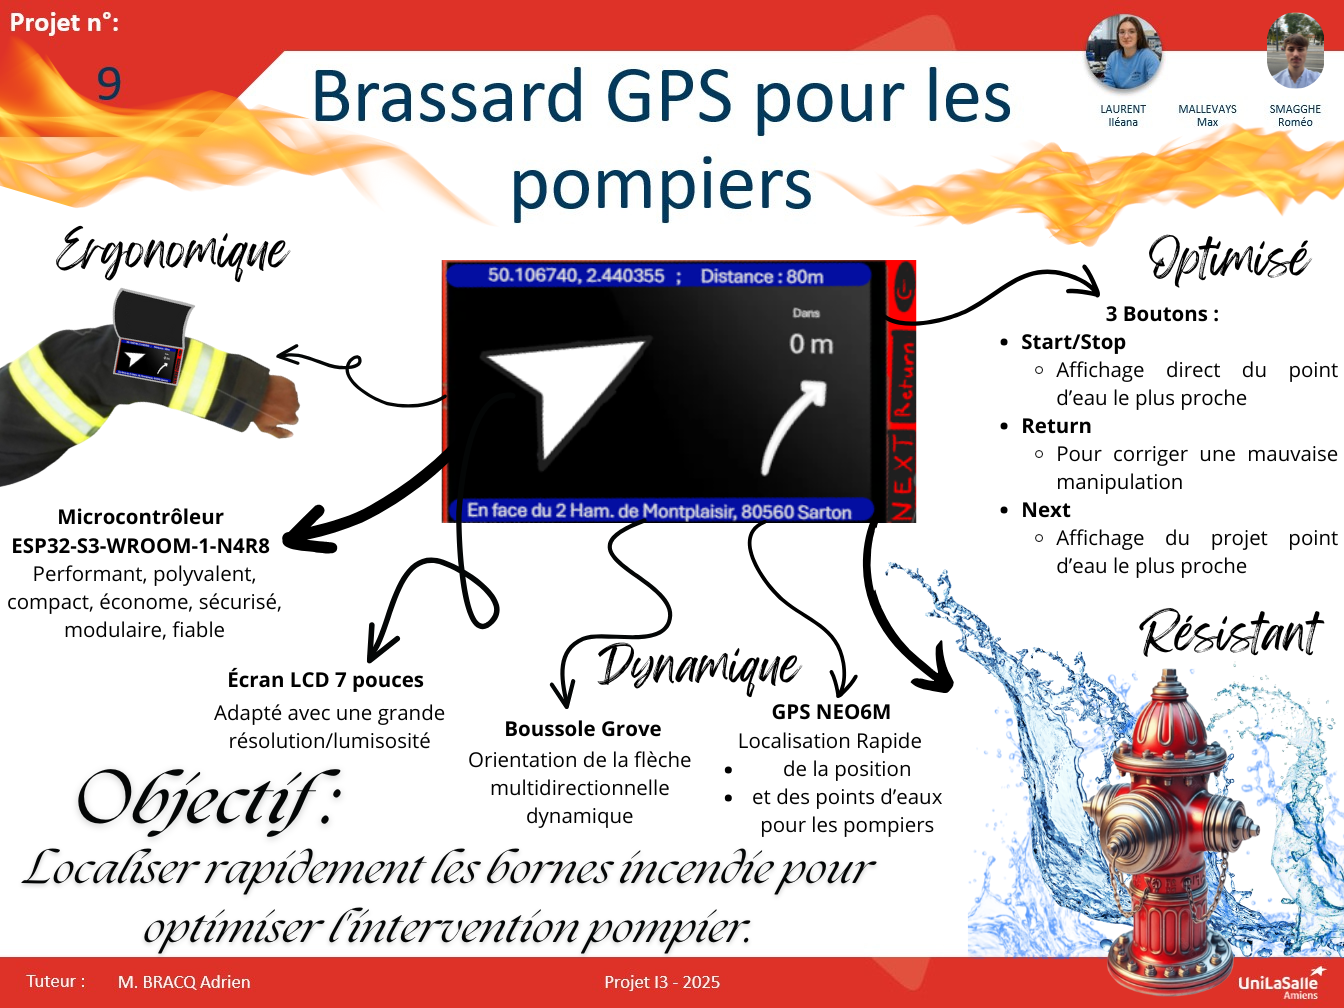 Projet n°:
9
Brassard GPS pour les
pompiers
LAURENT
Iléana
MALLEVAYS
Max
SMAGGHE
Roméo
Ergonomique
50.106740, 2.440355 ; Distance : 80m
Dans
0 m
Return
NEXT
En face du 2 Ham. de Montplaisir, 80560 Sarton
Optimisé
3 Boutons :
• Start/Stop
○ Affichage direct du point
d'eau le plus proche
• Return
○ Pour corriger une mauvaise
manipulation
• Next
○ Affichage du projet point
d'eau le plus proche
Microcontrôleur
ESP32-S3-WROOM-1-N4R8
Performant, polyvalent,
compact, économe, sécurisé,
modulaire, fiable
Écran LCD 7 pouces
Adapté avec une grande
résolution/lumisosité
Dynamique
Boussole Grove
Orientation de la flèche
multidirectionnelle
dynamique
GPS NEO6M
Localisation Rapide
• de la position
• et des points d'eaux
pour les pompiers
Résistant
Objectif :
Localiser rapidement les bornes incendie pour
optimiser l'intervention pompier.
Tuteur :
M. BRACQ Adrien
Projet I3 - 2025
UniLaSalle
Amiens